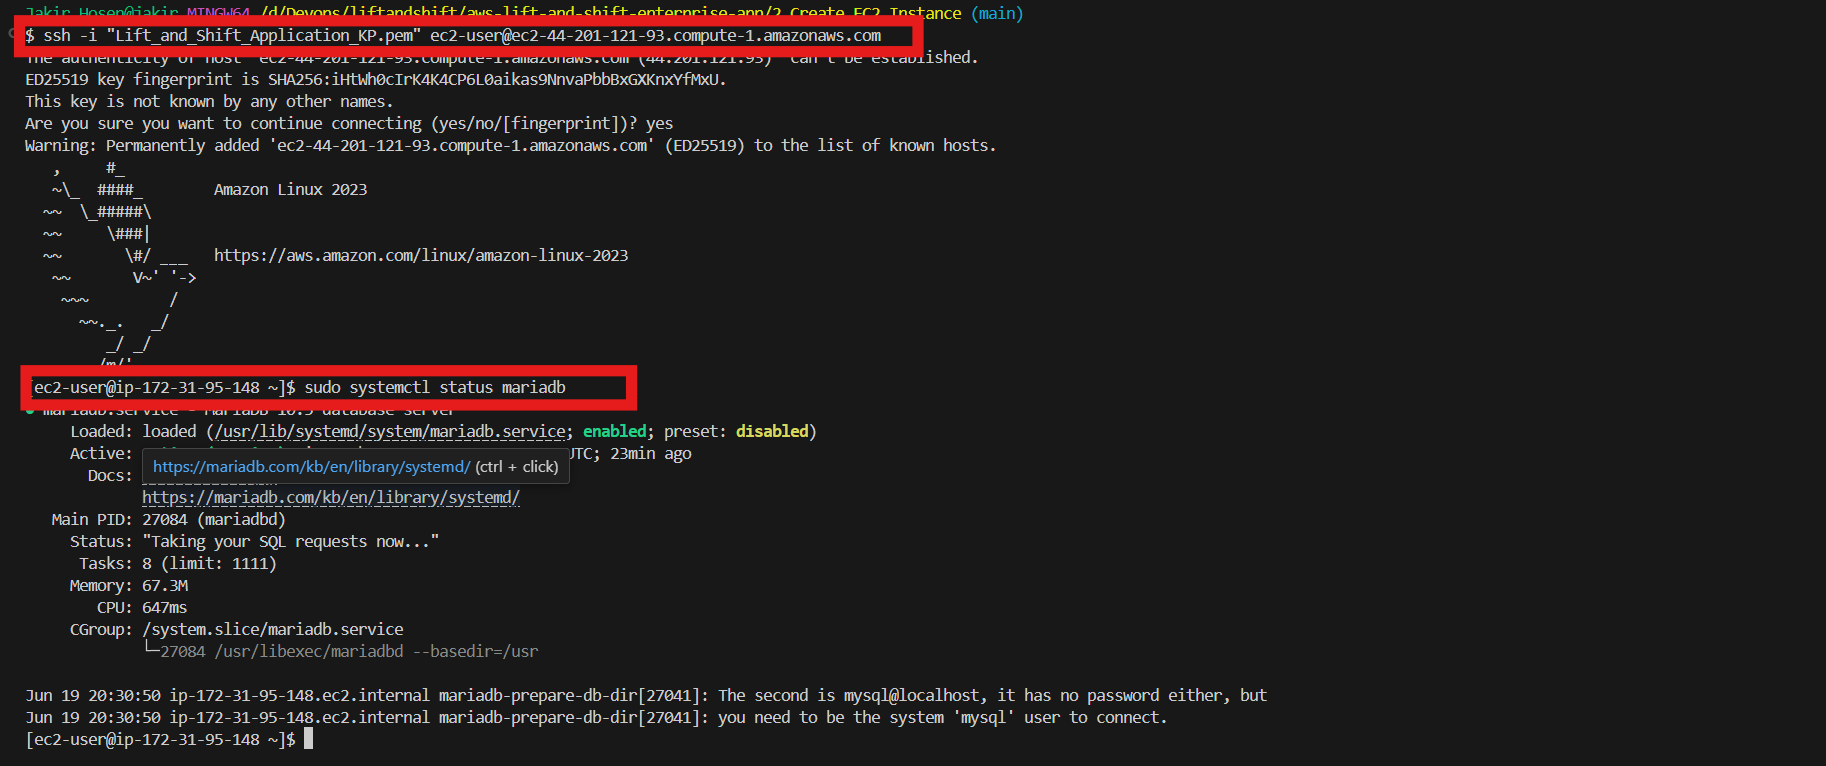 Jakir Hosen@jakir MINGW64 /d/Devops/liftandshift/aws-lift-and-shift-enterprise-app/2 Create EC2 Instance (main)
$ ssh -i "Lift_and_Shift_Application_KP.pem" ec2-user@ec2-44-201-121-93.compute-1.amazonaws.com
The authenticity of host 'ec2-44-201-121-93.compute-1.amazonaws.com (44.201.121.93)' can't be established.
ED25519 key fingerprint is SHA256:iHtWh0cIrK4K4CP6L0aikas9NnvaPbbBxGXKnxYfMxU.
This key is not known by any other names.
Are you sure you want to continue connecting (yes/no/[fingerprint])? yes
Warning: Permanently added 'ec2-44-201-121-93.compute-1.amazonaws.com' (ED25519) to the list of known hosts.
   ,     #_
   ~\_  ####_        Amazon Linux 2023
  ~~  \_#####\
  ~~     \###|
  ~~       \#/ ___   https://aws.amazon.com/linux/amazon-linux-2023
   ~~       V~' '->
    ~~~         /
      ~~._.   _/
         _/ _/
        /m/'
[ec2-user@ip-172-31-95-148 ~]$ sudo systemctl status mariadb
● mariadb.service - MariaDB 10.5 database server
Loaded: loaded (/usr/lib/systemd/system/mariadb.service; enabled; preset: disabled)
Active: UTC; 23min ago
https://mariadb.com/kb/en/library/systemd/ (ctrl + click)
Docs:
https://mariadb.com/kb/en/library/systemd/
Main PID: 27084 (mariadbd)
Status: "Taking your SQL requests now..."
Tasks: 8 (limit: 1111)
Memory: 67.3M
CPU: 647ms
CGroup: /system.slice/mariadb.service
└─27084 /usr/libexec/mariadbd --basedir=/usr
Jun 19 20:30:50 ip-172-31-95-148.ec2.internal mariadb-prepare-db-dir[27041]: The second is mysql@localhost, it has no password either, but
Jun 19 20:30:50 ip-172-31-95-148.ec2.internal mariadb-prepare-db-dir[27041]: you need to be the system 'mysql' user to connect.
[ec2-user@ip-172-31-95-148 ~]$